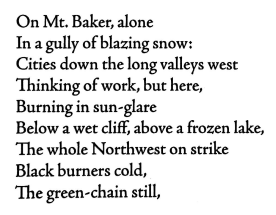 On Mt. Baker, alone
In a gully of blazing snow:
Cities down the long valleys west
Thinking of work, but here,
Burning in sun-glare
Below a wet cliff, above a frozen lake,
The whole Northwest on strike
Black burners cold,
The green-chain still,